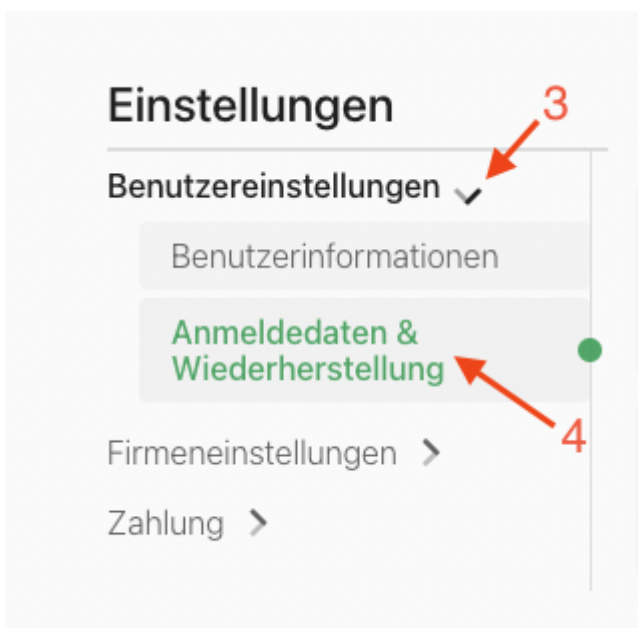 Einstellungen
3
Benutzereinstellungen
Benutzerinformationen
Anmeldedaten &
Wiederherstellung
4
Firmeneinstellungen
Zahlung